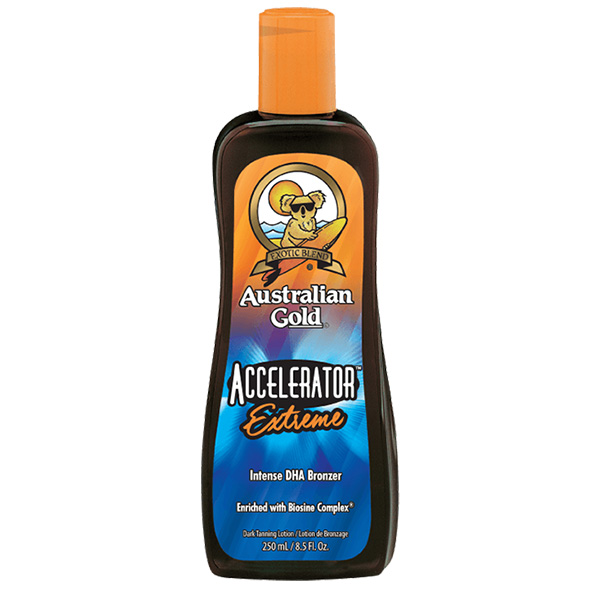 EXOTIC BLEND
®
Australian
Gold®
ACCELERATOR™
Extreme
Intense DHA Bronzer
Enriched with Biosine Complex®
Dark Tanning Lotion / Lotion de Bronzage
250 mL / 8.5 Fl. Oz.